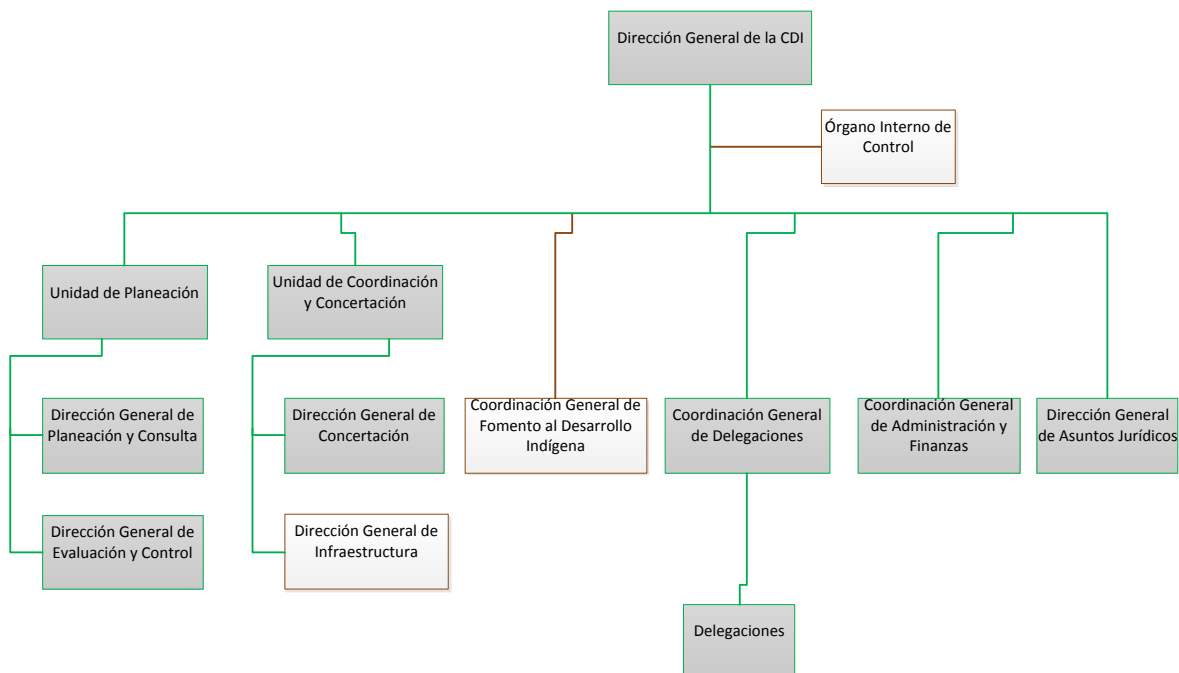 Dirección General de la CDI
Órgano Interno de
Control
Unidad de Planeación
Unidad de Coordinación
y Concertación
Dirección General de
Planeación y Consulta
Dirección General de
Concertación
Coordinación General de
Fomento al Desarrollo
Indígena
Coordinación General
de Delegaciones
Coordinación General
de Administración y
Finanzas
Dirección General
de Asuntos Jurídicos
Dirección General de
Evaluación y Control
Dirección General de
Infraestructura
Delegaciones